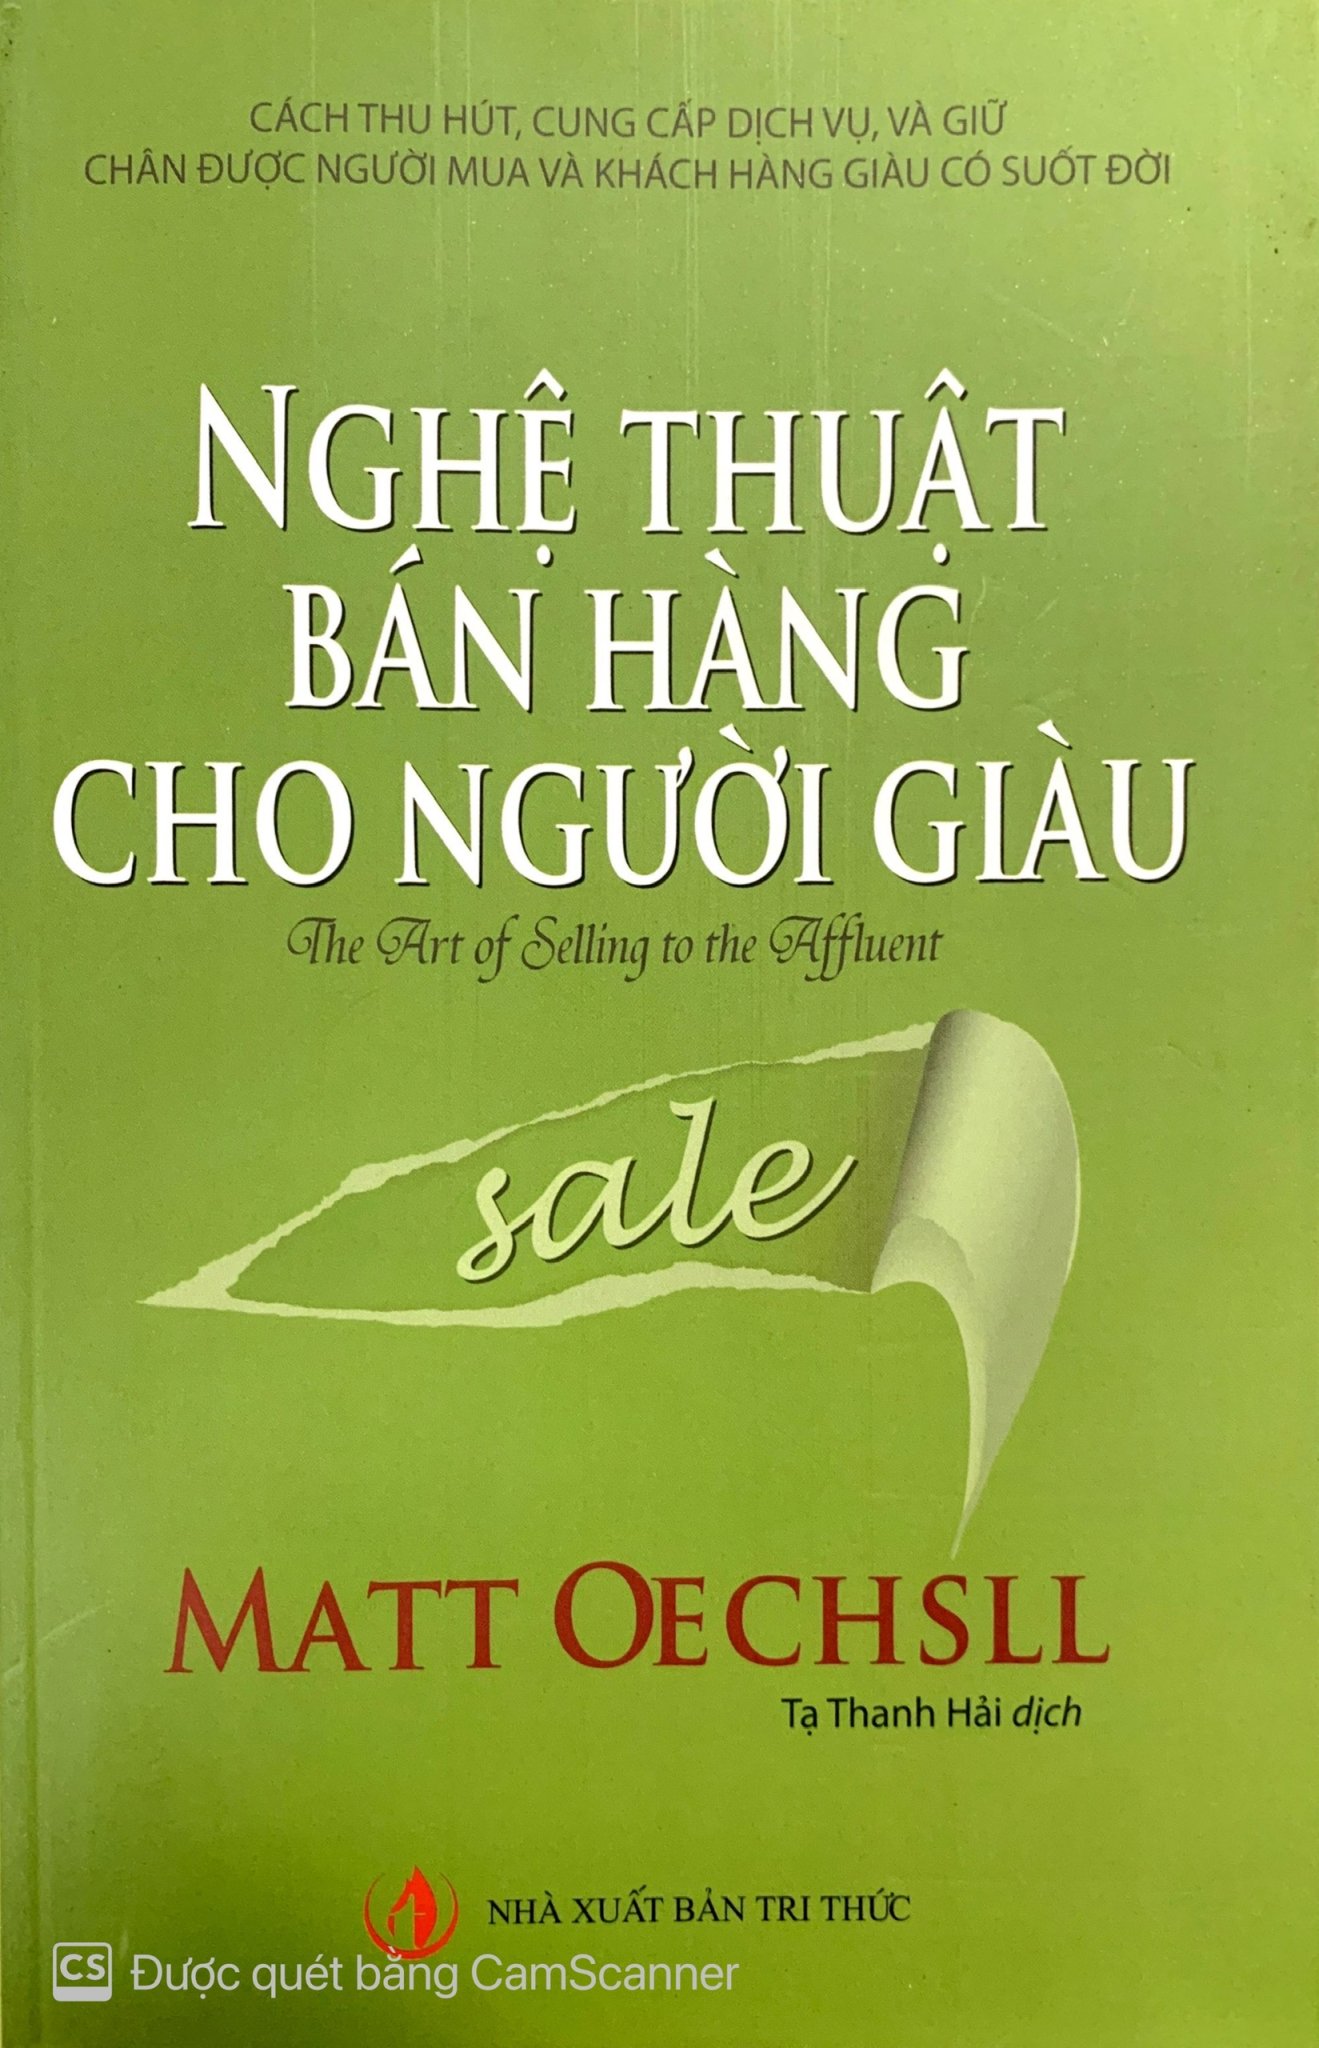 CÁCH THU HÚT, CUNG CẤP DỊCH VỤ, VÀ GIỮ
CHÂN ĐƯỢC NGƯỜI MUA VÀ KHÁCH HÀNG GIÀU CÓ SUỐT ĐỜI
NGHỆ THUẬT
BÁN HÀNG
CHO NGƯỜI GIÀU
The Art of Selling to the Affluent
sale
MATT OECHSLL
Tạ Thanh Hải dịch
NHÀ XUẤT BẢN TRI THỨC
CS Được quét bằng CamScanner